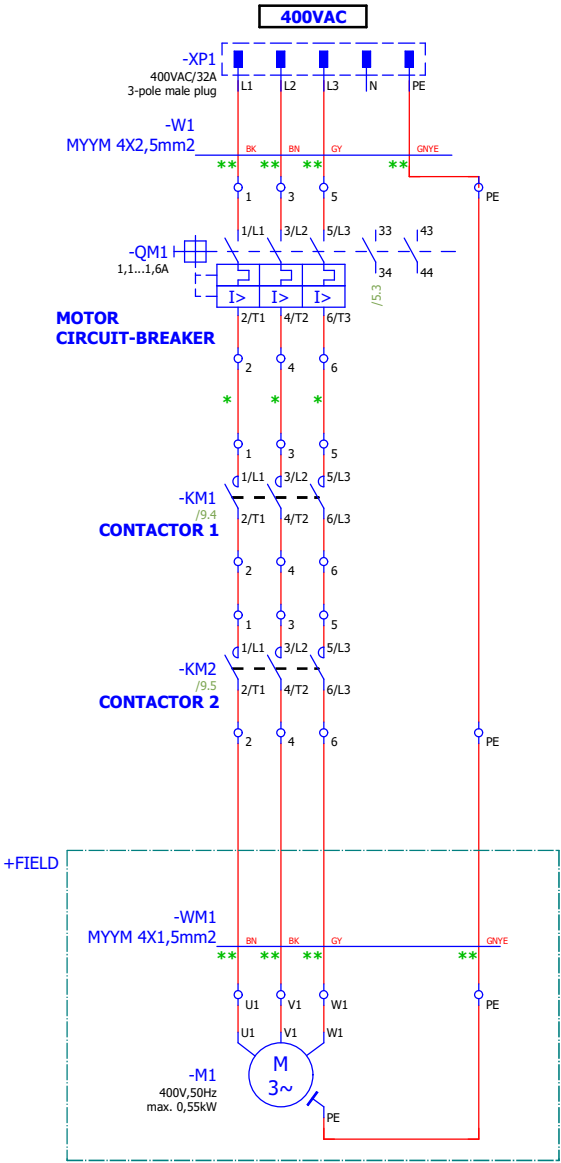 400VAC
-XP1
400VAC/32A
3-pole male plug
L1 L2 L3 N PE
-W1
MYYM 4X2,5mm2
BK BN GY GNYE
** ** ** **
1 3 5 PE
-QM1
1,1...1,6A
1/L1 3/L2 5/L3 33 43
34 44
/5.3
I> I> I>
2/T1 4/T2 6/T3
MOTOR
CIRCUIT-BREAKER
2 4 6
* * *
1 3 5
-KM1
/9.4
1/L1 3/L2 5/L3
2/T1 4/T2 6/L3
CONTACTOR 1
2 4 6
1 3 5
-KM2
/9.5
1/L1 3/L2 5/L3
2/T1 4/T2 6/L3
CONTACTOR 2
2 4 6 PE
+FIELD
-WM1
MYYM 4X1,5mm2
BN BK GY GNYE
** ** ** **
U1 V1 W1 PE
U1 V1 W1
-M1
400V,50Hz
max. 0,55kW
M
3~
PE